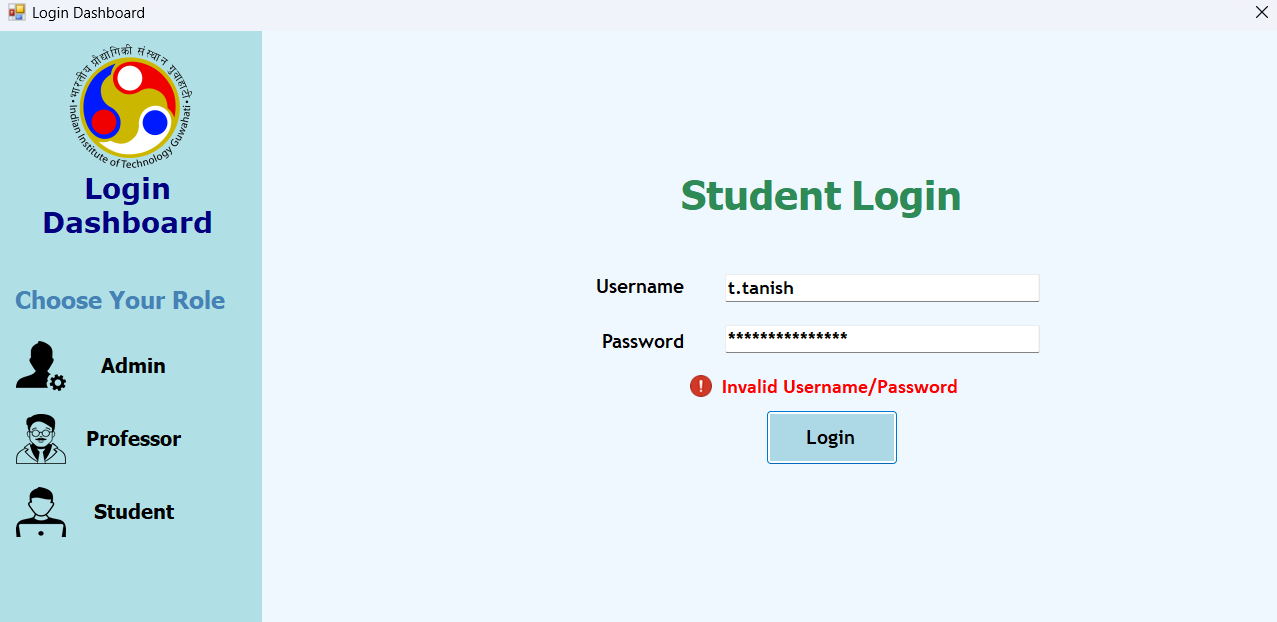 Login Dashboard
भारतीय प्रौद्योगिकी संस्थान गुवाहाटी
Indian Institute of Technology Guwahati
Login
Dashboard
Choose Your Role
Admin
Professor
Student
Student Login
Username
t.tanish
Password
***************
Invalid Username/Password
Login